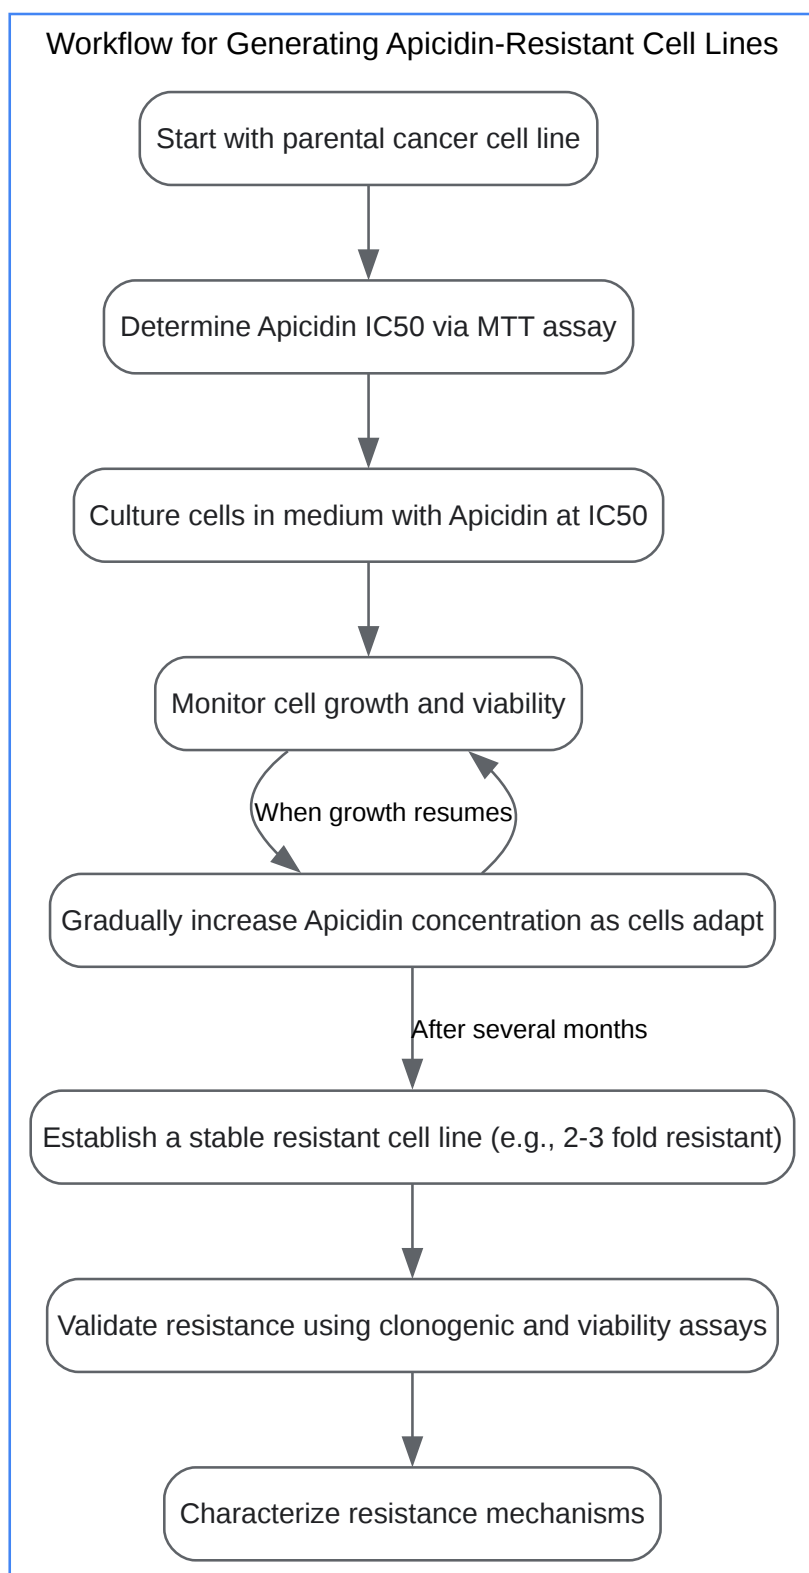 Workflow for Generating Apicidin-Resistant Cell Lines
Start with parental cancer cell line
Determine Apicidin IC50 via MTT assay
Culture cells in medium with Apicidin at IC50
Monitor cell growth and viability
When growth resumes
Gradually increase Apicidin concentration as cells adapt
After several months
Establish a stable resistant cell line (e.g., 2-3 fold resistant)
Validate resistance using clonogenic and viability assays
Characterize resistance mechanisms